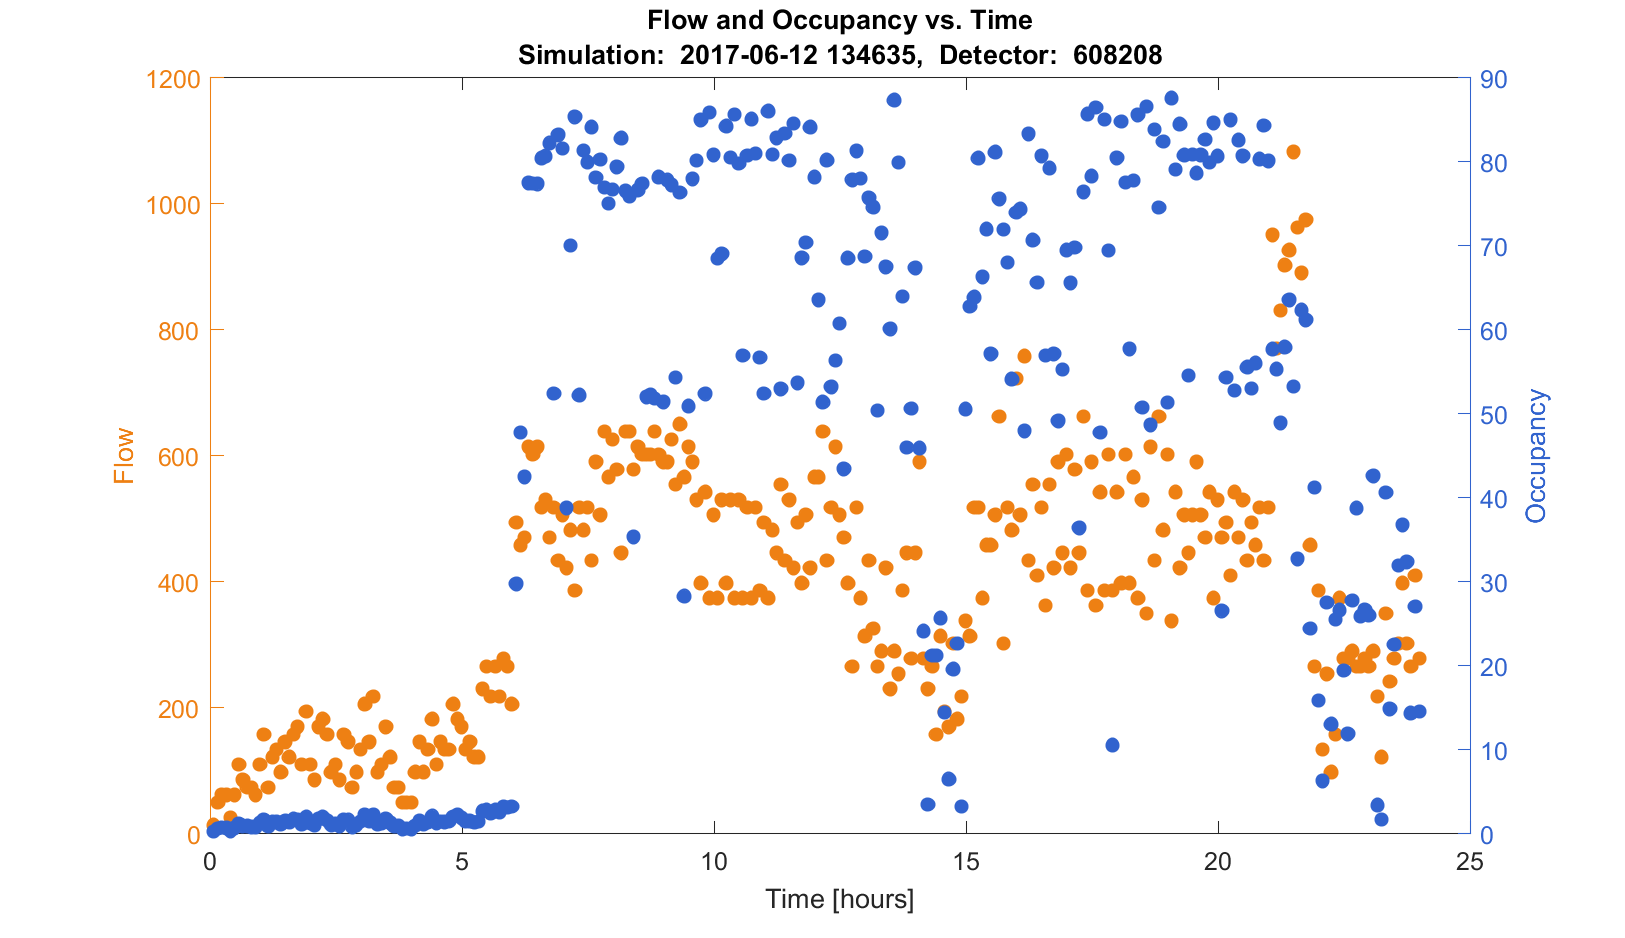 Flow and Occupancy vs. Time
Simulation:  2017-06-12 134635,  Detector:  608208
1200
1000
800
600
400
200
0
Flow
90
80
70
60
50
40
30
20
10
0
Occupancy
0 5 10 15 20 25
Time [hours]